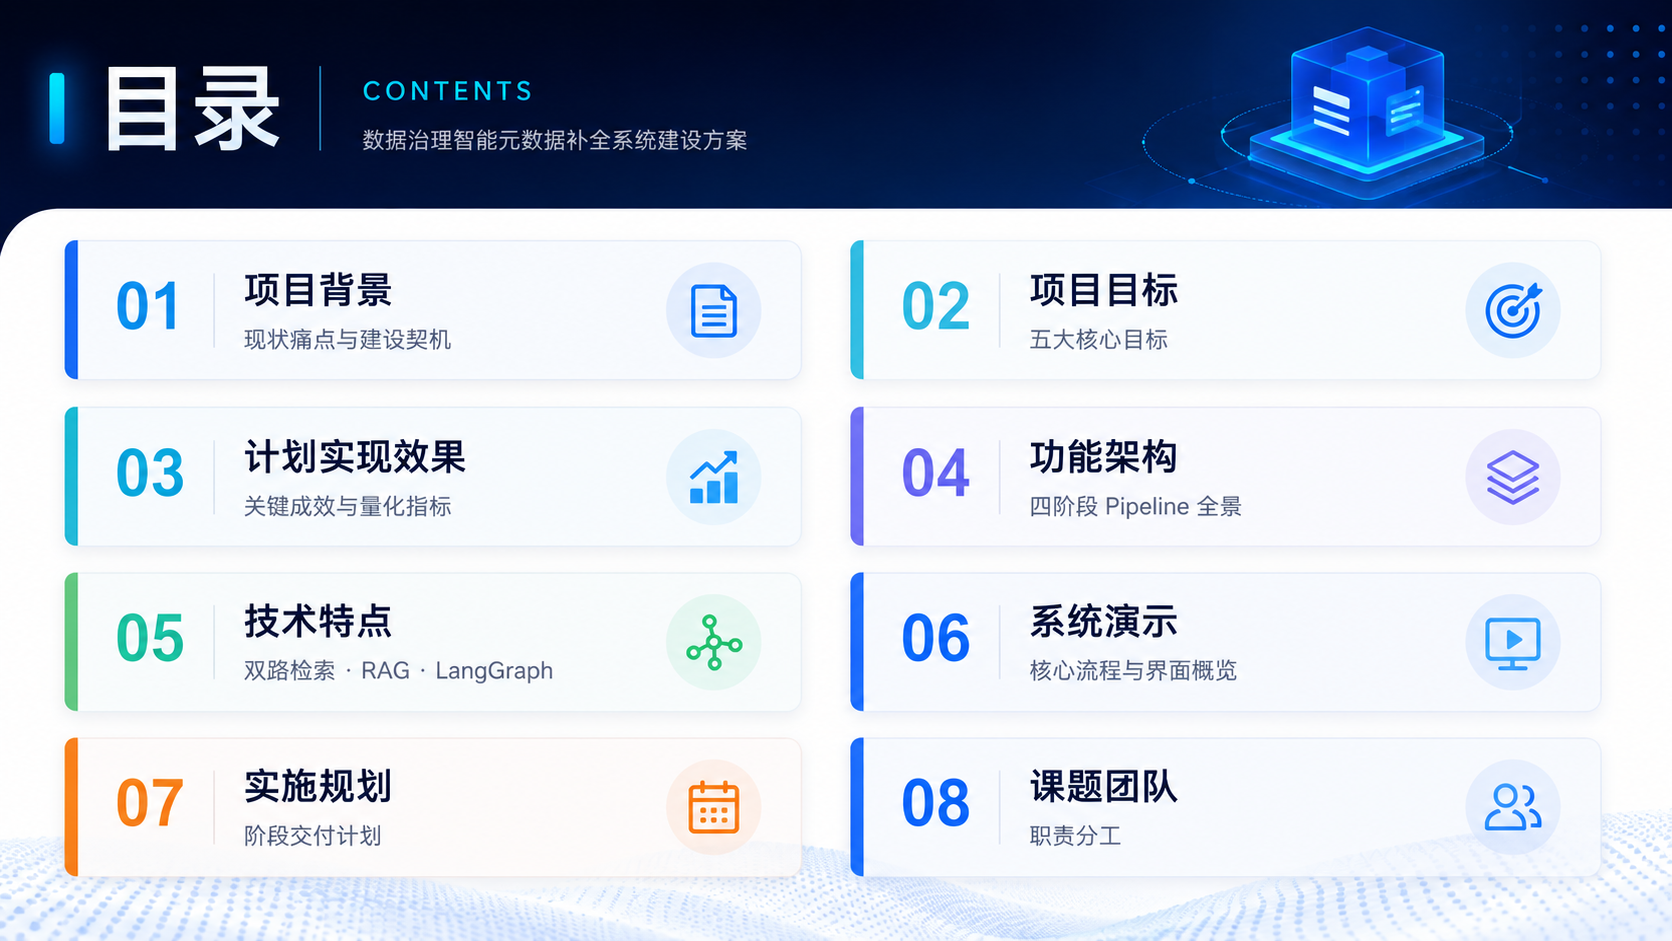 目录
CONTENTS
数据治理智能元数据补全系统建设方案
01
项目背景
现状痛点与建设契机
02
项目目标
五大核心目标
03
计划实现效果
关键成效与量化指标
04
功能架构
四阶段 Pipeline 全景
05
技术特点
双路检索 · RAG · LangGraph
06
系统演示
核心流程与界面概览
07
实施规划
阶段交付计划
08
课题团队
职责分工